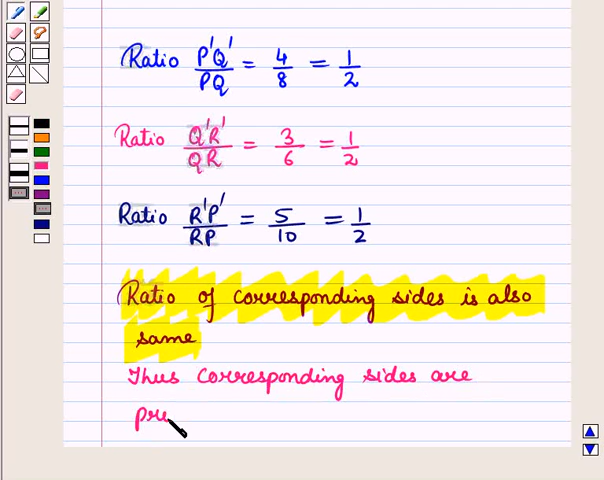 Ratio P'Q'/PQ = 4/8 = 1/2
Ratio Q'R'/QR = 3/6 = 1/2
Ratio R'P'/RP = 5/10 = 1/2
Ratio of corresponding sides is also
same
Thus corresponding sides are